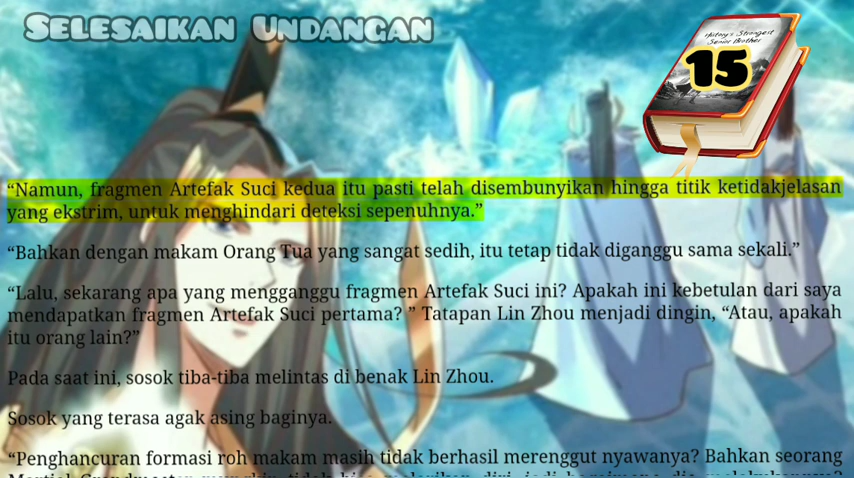 Selesaikan Undangan
History's Strongest
Senior Brother
15
“Namun, fragmen Artefak Suci kedua itu pasti telah disembunyikan hingga titik ketidakjelasan
yang ekstrim, untuk menghindari deteksi sepenuhnya.”
“Bahkan dengan makam Orang Tua yang sangat sedih, itu tetap tidak diganggu sama sekali.”
“Lalu, sekarang apa yang mengganggu fragmen Artefak Suci ini? Apakah ini kebetulan dari saya
mendapatkan fragmen Artefak Suci pertama? ” Tatapan Lin Zhou menjadi dingin, “Atau, apakah
itu orang lain?”
Pada saat ini, sosok tiba-tiba melintas di benak Lin Zhou.
Sosok yang terasa agak asing baginya.
“Penghancuran formasi roh makam masih tidak berhasil merenggut nyawanya? Bahkan seorang